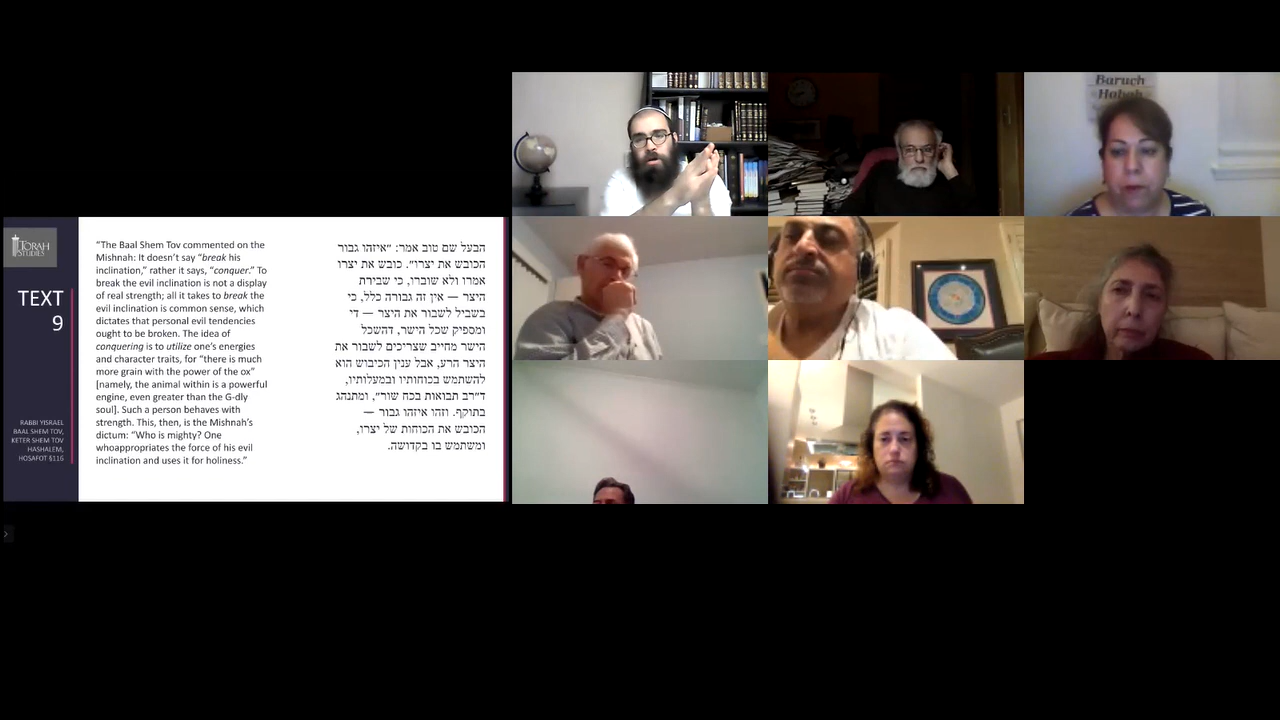 TORAH
STUDIES
TEXT
9
RABBI YISRAEL
BAAL SHEM TOV,
KETER SHEM TOV
HASHALEM,
HOSAFOT §116
“The Baal Shem Tov commented on the
Mishnah: It doesn’t say “break his
inclination,” rather it says, “conquer.” To
break the evil inclination is not a display
of real strength; all it takes to break the
evil inclination is common sense, which
dictates that personal evil tendencies
ought to be broken. The idea of
conquering is to utilize one’s energies
and character traits, for “there is much
more grain with the power of the ox”
[namely, the animal within is a powerful
engine, even greater than the G-dly
soul]. Such a person behaves with
strength. This, then, is the Mishnah’s
dictum: “Who is mighty? One
whoappropriates the force of his evil
inclination and uses it for holiness.”
הבעל שם טוב אמר: ״איזהו גבור
הכובש את יצרו״. כובש את יצרו
אמרו ולא שוברו, כי שבירת
היצר — אין זה גבורה כלל, כי
בשביל לשבור את היצר — די
ומספיק שכל הישר, דהשכל
הישר מחייב שצריכים לשבור את
היצר הרע, אבל ענין הכיבוש הוא
להשתמש בכוחותיו ובמעלותיו,
ד״רב תבואות בכח שור״, ומתנהג
בתוקף. וזהו איזהו גבור —
הכובש את הכוחות של יצרו,
ומשתמש בו בקדושה.
Baruch
Habah